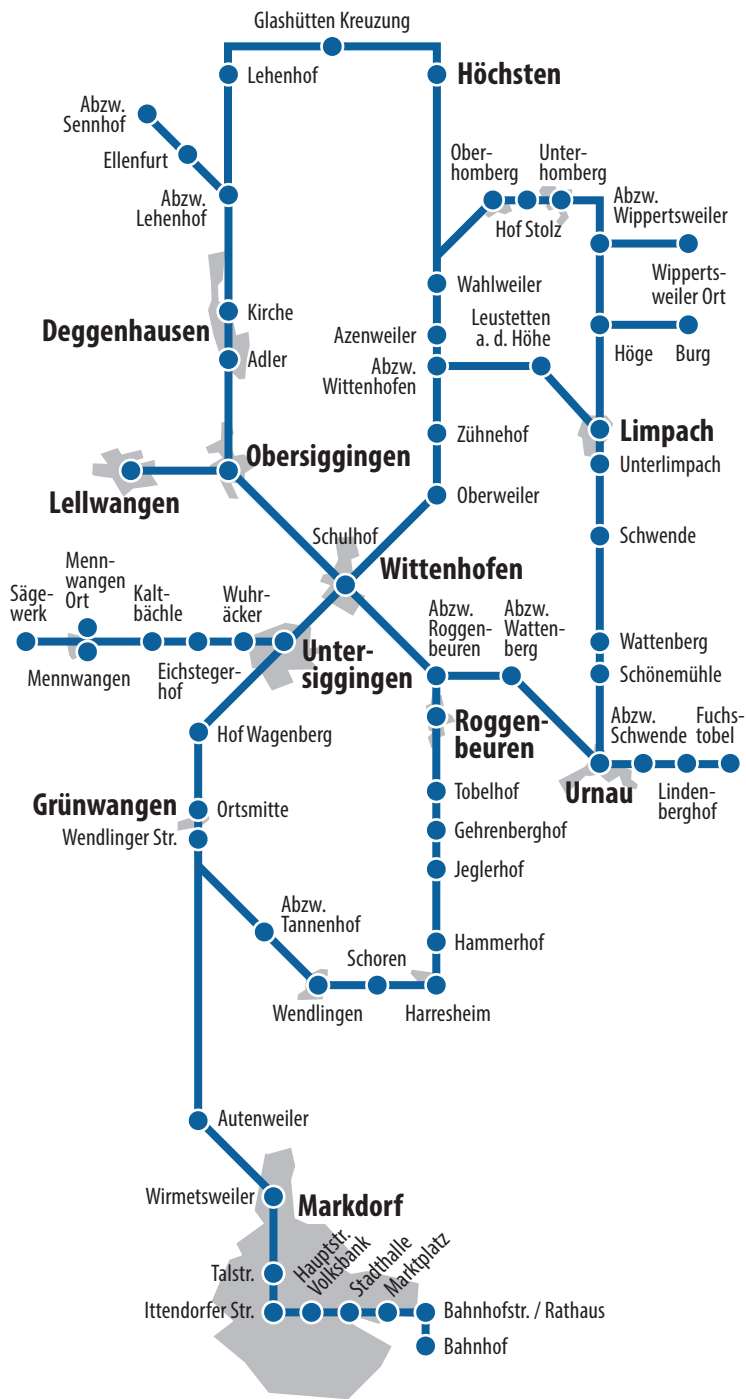 Glashütten Kreuzung
Lehenhof
Höchsten
Abzw.
Sennhof
Ellenfurt
Abzw.
Lehenhof
Ober-
homberg
Unter-
homberg
Hof Stolz
Abzw.
Wippertsweiler
Wipperts-
weiler Ort
Wahlweiler
Kirche
Deggenhausen
Adler
Azenweiler
Leustetten
a. d. Höhe
Höge
Burg
Abzw.
Wittenhofen
Limpach
Unterlimpach
Zühnehof
Obersiggingen
Lellwangen
Oberweiler
Schulhof
Wittenhofen
Schwende
Säge-
werk
Menn-
wangen
Ort
Kalt-
bächle
Wuhr-
äcker
Mennwangen
Eichsteger-
hof
Unter-
siggingen
Abzw.
Roggen-
beuren
Abzw.
Watten-
berg
Wattenberg
Schönemühle
Roggen-
beuren
Abzw.
Schwende
Fuchs-
tobel
Urnau
Linden-
berghof
Hof Wagenberg
Grünwangen
Ortsmitte
Wendlinger Str.
Tobelhof
Gehrenberghof
Jeglerhof
Abzw.
Tannenhof
Hammerhof
Schoren
Wendlingen
Harresheim
Autenweiler
Wirmetsweiler
Markdorf
Talstr.
Hauptstr.
Volksbank
Stadthalle
Marktplatz
Ittendorfer Str.
Bahnhofstr. / Rathaus
Bahnhof